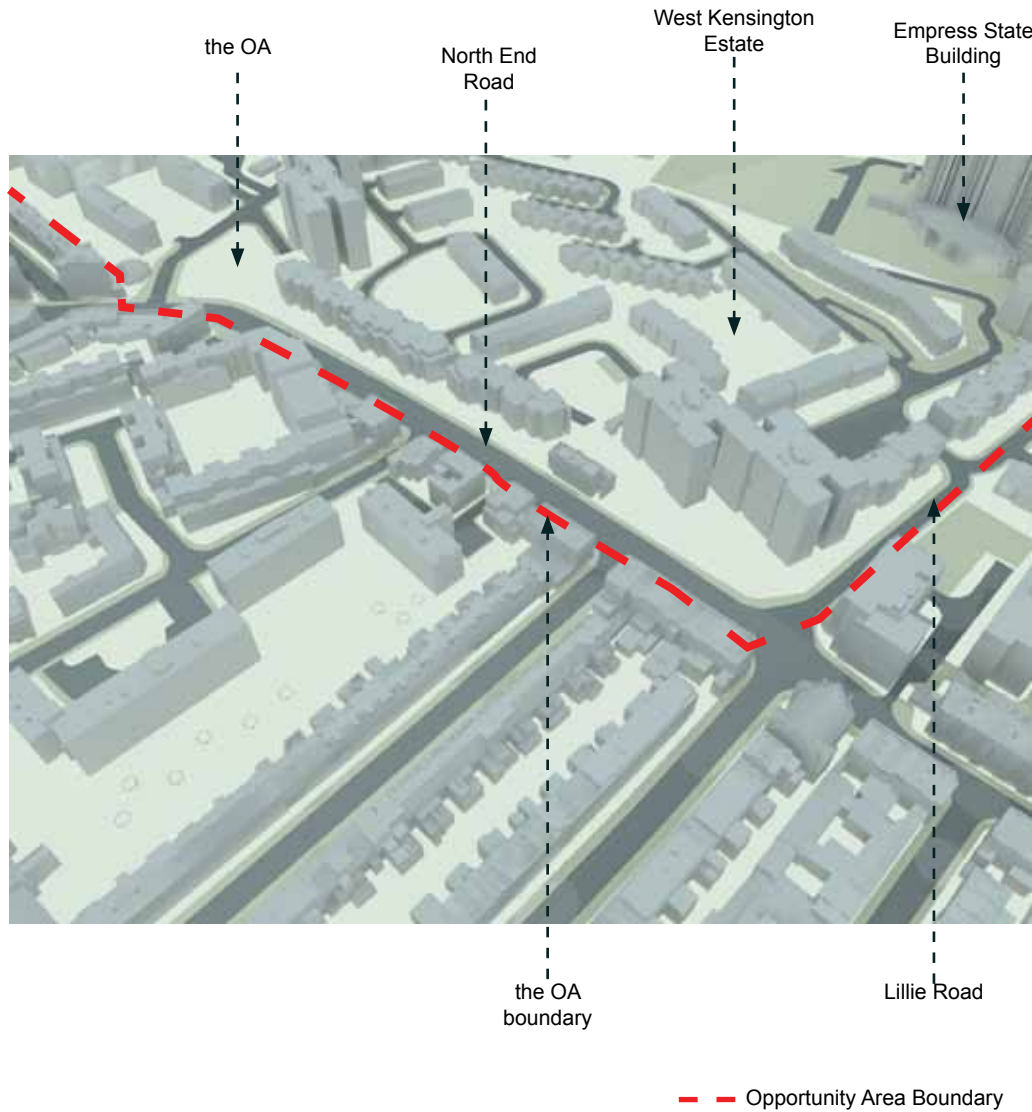 the OA
North End
Road
West Kensington
Estate
Empress State
Building
the OA
boundary
Lillie Road
Opportunity Area Boundary